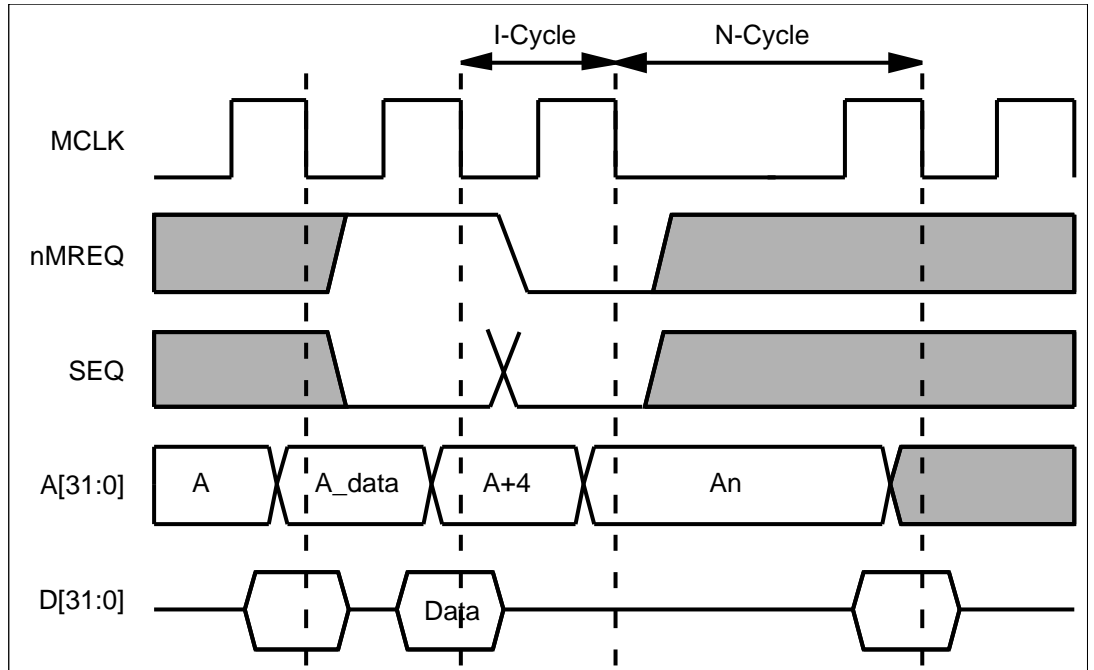 I-Cycle N-Cycle
MCLK
nMREQ
SEQ
A[31:0] A A_data A+4 An
D[31:0] Data